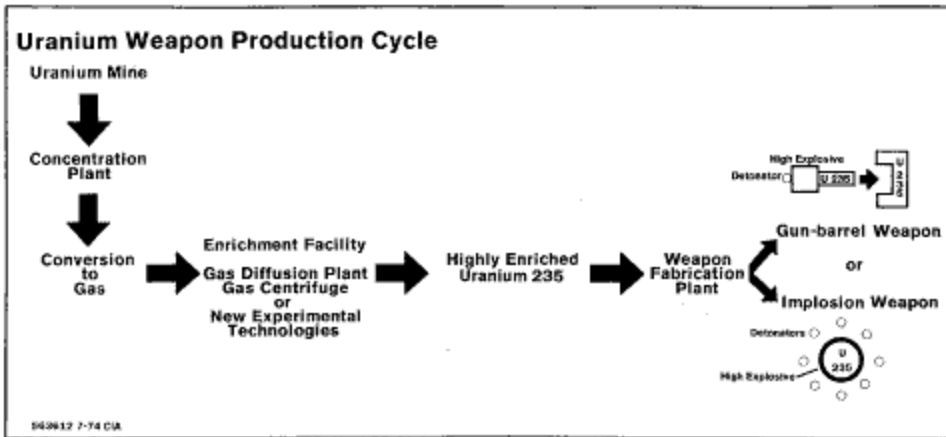 Uranium Weapon Production Cycle
Uranium Mine
Concentration
Plant
Conversion
to
Gas
Enrichment Facility
Gas Diffusion Plant
Gas Centrifuge
or
New Experimental
Technologies
Highly Enriched
Uranium 235
Weapon
Fabrication
Plant
High Explosive
Detonator
U 235
U 235
Gun-barrel Weapon
or
Implosion Weapon
Detonators
U
235
High Explosive
563612 7-74 CIA